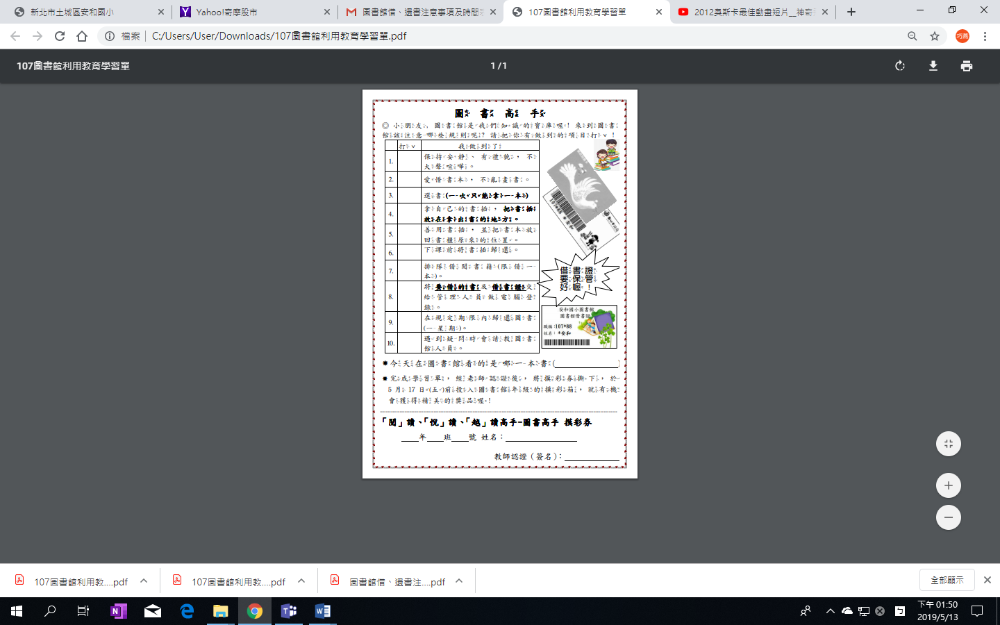 新北市土城區安和國小
Yahoo!奇摩股市
圖書館借、還書注意事項及時間
107圖書館利用教育學習單
2012奧斯卡最佳動畫短片__神奇
檔案
C:/Users/User/Downloads/107圖書館利用教育學習單.pdf
巧燕
107圖書館利用教育學習單
1 / 1
圖書高手
◎ 小朋友,圖書館是我們知識的寶庫喔!來到圖書
館該注意哪些規則呢?請把你有做到的項目打v!
打v 我做到了
1. 保持安靜、有禮貌,不
大聲喧嘩。
2. 愛惜書本,不亂畫書。
3. 選書(一次只能拿一本)
4. 拿自己的書插,把書插
放在拿出書的地方。
5. 善用書插,並把書本放
回書櫃原來的位置。
6. 下課前將書插歸還。
7. 排隊借閱書籍(限借一
本)。
8. 將要借的書及借書證交
給管理人員做電腦登
錄。
9. 在規定期限內歸還圖書
(一星期)。
10. 遇到疑問時會請教圖書
館人員。
借書證
要保管
好喔!
安和國小圖書館
圖書館借書證
職編:107*88
姓名:*安和
✸今天在圖書館看的是哪一本書(
✸完成學習單,經老師認證後,將摸彩券撕下,於
5月17日(五)前投入圖書館年級的摸彩箱,就有機
會獲得精美的獎品喔!
「閱」讀、「悅」讀、「越」讀高手-圖書高手 摸彩券
____年____班____號 姓名:________________
教師認證(簽名):____________
107圖書館利用教....pdf
107圖書館利用教....pdf
圖書館借、還書注....pdf
全部顯示
下午 01:50
2019/5/13